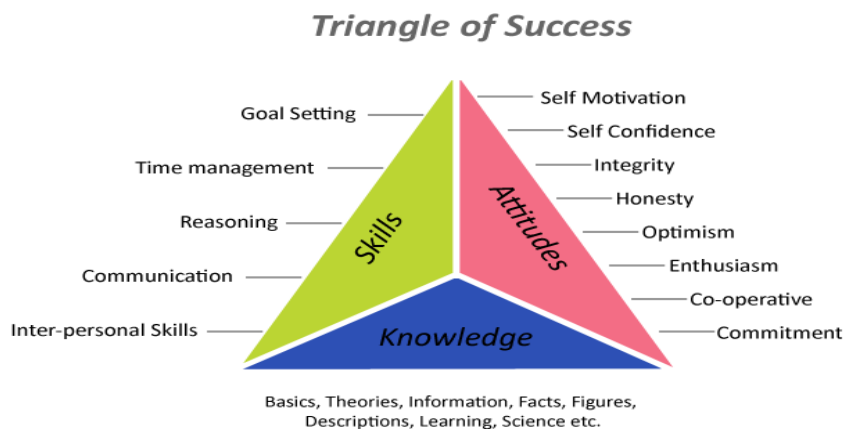 Triangle of Success
Goal Setting
Time management
Reasoning
Communication
Inter-personal Skills
Skills
Self Motivation
Self Confidence
Integrity
Honesty
Optimism
Enthusiasm
Co-operative
Commitment
Attitudes
Knowledge
Basics, Theories, Information, Facts, Figures,
Descriptions, Learning, Science etc.